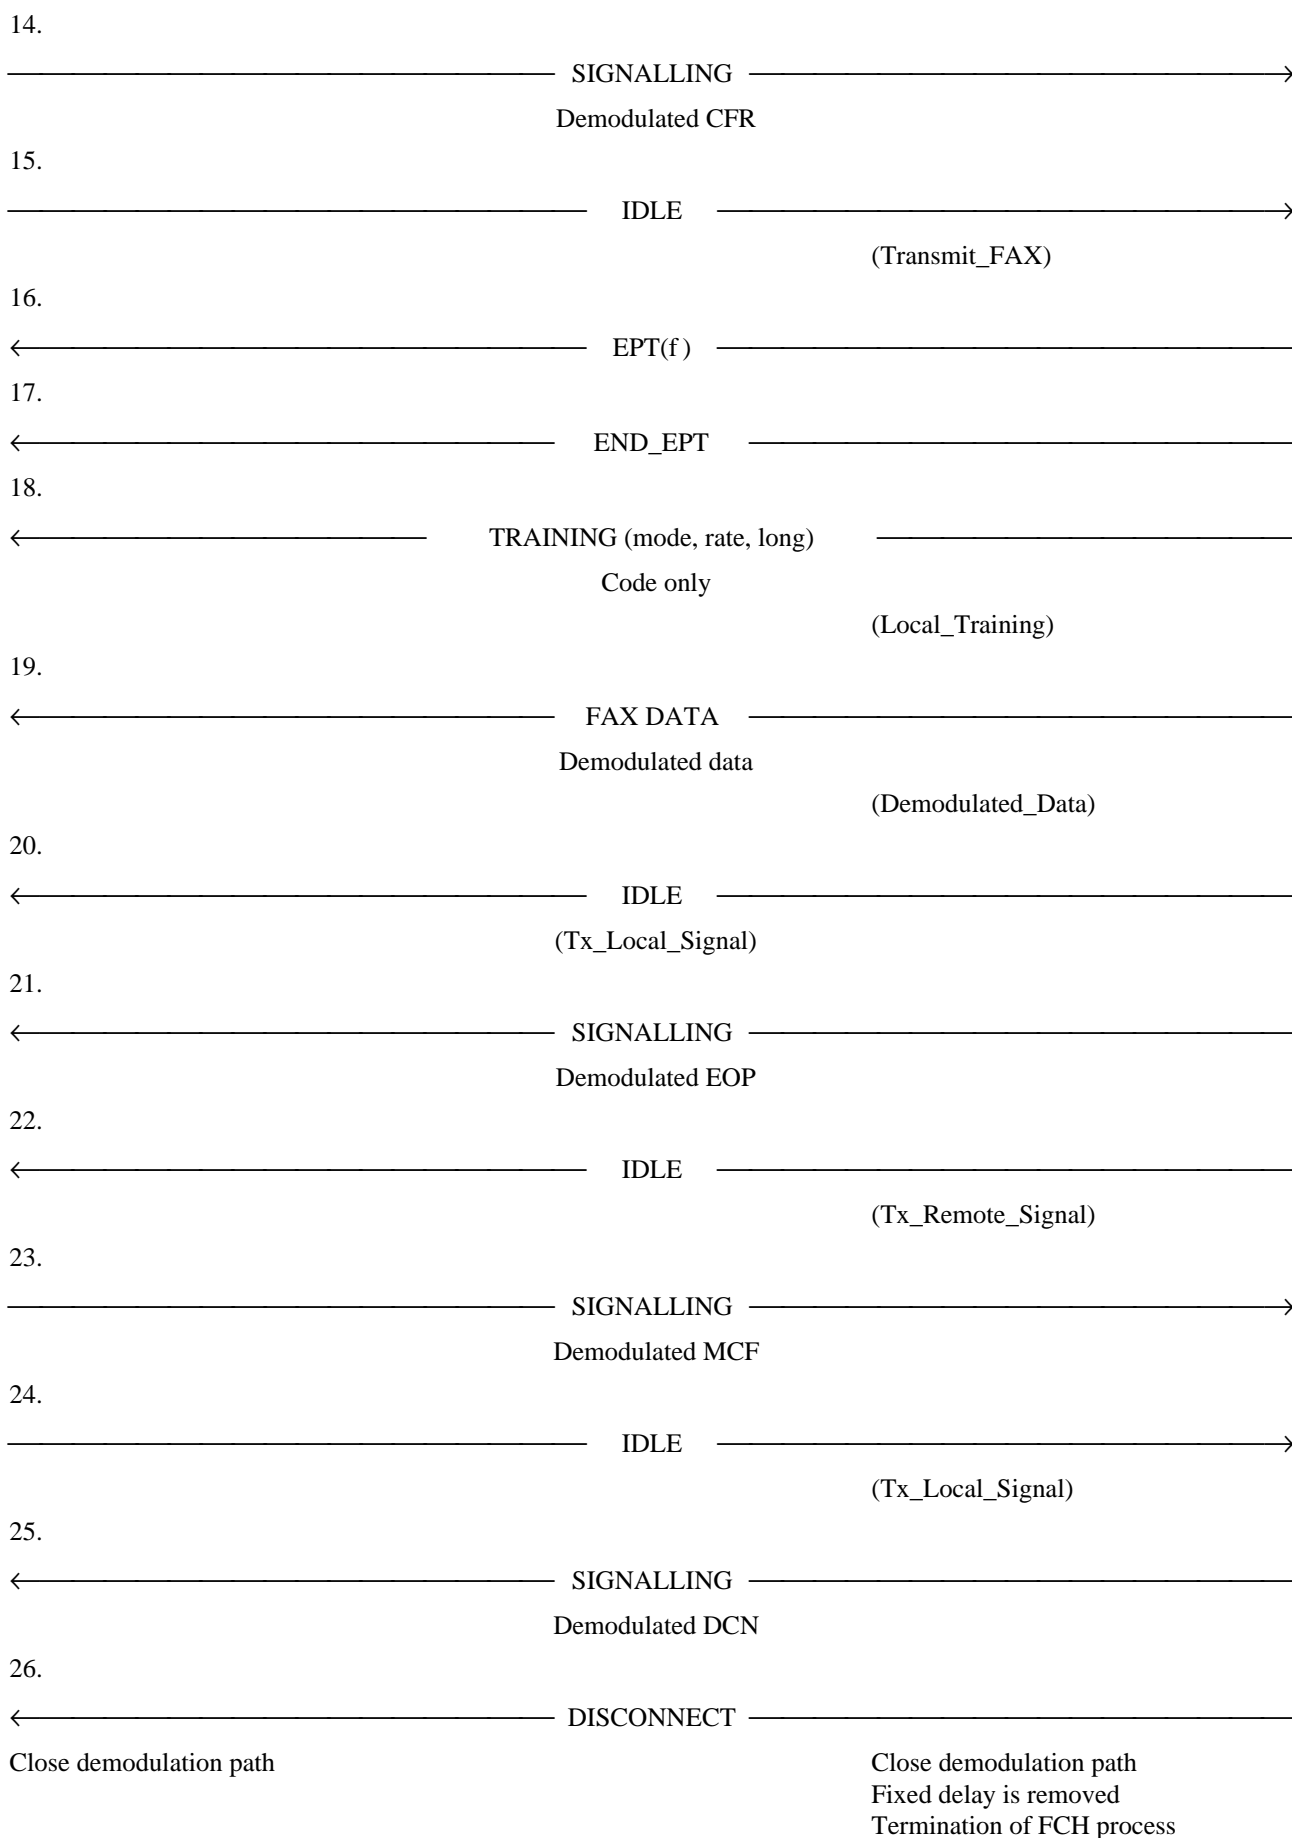 14.
SIGNALLING
Demodulated CFR
15.
IDLE
(Transmit_FAX)
16.
EPT(f )
17.
END_EPT
18.
TRAINING (mode, rate, long)
Code only
(Local_Training)
19.
FAX DATA
Demodulated data
(Demodulated_Data)
20.
IDLE
(Tx_Local_Signal)
21.
SIGNALLING
Demodulated EOP
22.
IDLE
(Tx_Remote_Signal)
23.
SIGNALLING
Demodulated MCF
24.
IDLE
(Tx_Local_Signal)
25.
SIGNALLING
Demodulated DCN
26.
DISCONNECT
Close demodulation path Close demodulation path
Fixed delay is removed
Termination of FCH process